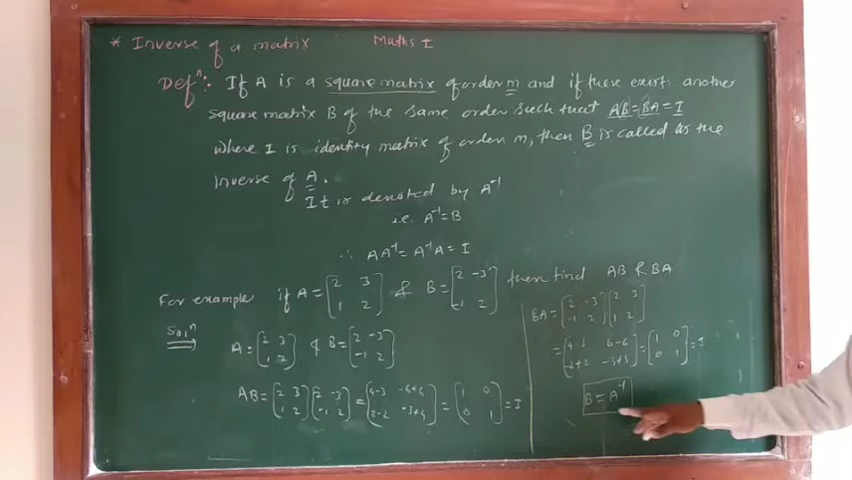 * Inverse of a matrix Maths I
Defⁿ: If A is a square matrix of order m and if there exists another
square matrix B of the same order such that AB = BA = I
where I is identity matrix of order m, then B is called as the
inverse of A.
It is denoted by A⁻¹
i.e. A⁻¹ = B
∴ AA⁻¹ = A⁻¹A = I
For example if A = [2 3
1 2] & B = [2 -3
-1 2] then find AB & BA
Solⁿ
A = [2 3
1 2] & B = [2 -3
-1 2]
AB = [2 3
1 2] [2 -3
-1 2] = [4-3 -6+6
2-2 -3+4] = [1 0
0 1] = I
BA = [2 -3
-1 2] [2 3
1 2]
= [4-3 6-6
-2+2 -3+4] = [1 0
0 1] = I
B = A⁻¹